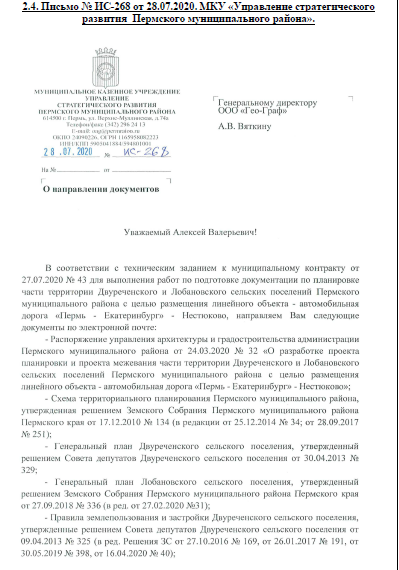 2.4. Письмо № ИС-268 от 28.07.2020. МКУ «Управление стратегического
развития Пермского муниципального района».
МУНИЦИПАЛЬНОЕ КАЗЕННОЕ УЧРЕЖДЕНИЕ
УПРАВЛЕНИЕ
СТРАТЕГИЧЕСКОГО РАЗВИТИЯ
ПЕРМСКОГО МУНИЦИПАЛЬНОГО РАЙОНА
614500 г. Пермь, ул. Верхне-Муллинская, д.74а
Телефон/факс (342) 296 24 13
ОКПО 24090226, ОГРН 1165958082223
28.07.2020 № ИС-268
На № от
О направлении документов
Генеральному директору
ООО «Гео-Граф»
А.В. Вяткину
Уважаемый Алексей Валерьевич!
В соответствии с техническим заданием к муниципальному контракту от
27.07.2020 № 43 для выполнения работ по подготовке документации по планировке
части территории Двуреченского и Лобановского сельских поселений Пермского
муниципального района с целью размещения линейного объекта - автомобильная
дорога «Пермь - Екатеринбург» - Нестюково, направляем Вам следующие
документы по электронной почте:
- Распоряжение управления архитектуры и градостроительства администрации
Пермского муниципального района от 24.03.2020 № 32 «О разработке проекта
планировки и проекта межевания части территории Двуреченского и Лобановского
сельских поселений Пермского муниципального района с целью размещения
линейного объекта - автомобильная дорога «Пермь - Екатеринбург» - Нестюково»;
- Схема территориального планирования Пермского муниципального района,
утвержденная решением Земского Собрания Пермского муниципального района
Пермского края от 17.12.2010 № 134 (в редакции от 25.12.2014 № 34; от 28.09.2017
№ 251);
- Генеральный план Двуреченского сельского поселения, утвержденный
решением Совета депутатов Двуреченского сельского поселения от 30.04.2013 №
329;
- Генеральный план Лобановского сельского поселения, утвержденный
решением Земского Собрания Пермского муниципального района Пермского края
от 27.09.2018 № 336 (в ред. от 27.02.2020 №31);
- Правила землепользования и застройки Двуреченского сельского поселения,
утвержденные решением Совета депутатов Двуреченского сельского поселения от
09.04.2013 № 325 (в ред. Решения ЗС от 27.10.2016 № 169, от 26.01.2017 № 191, от
30.05.2019 № 398, от 16.04.2020 № 40);